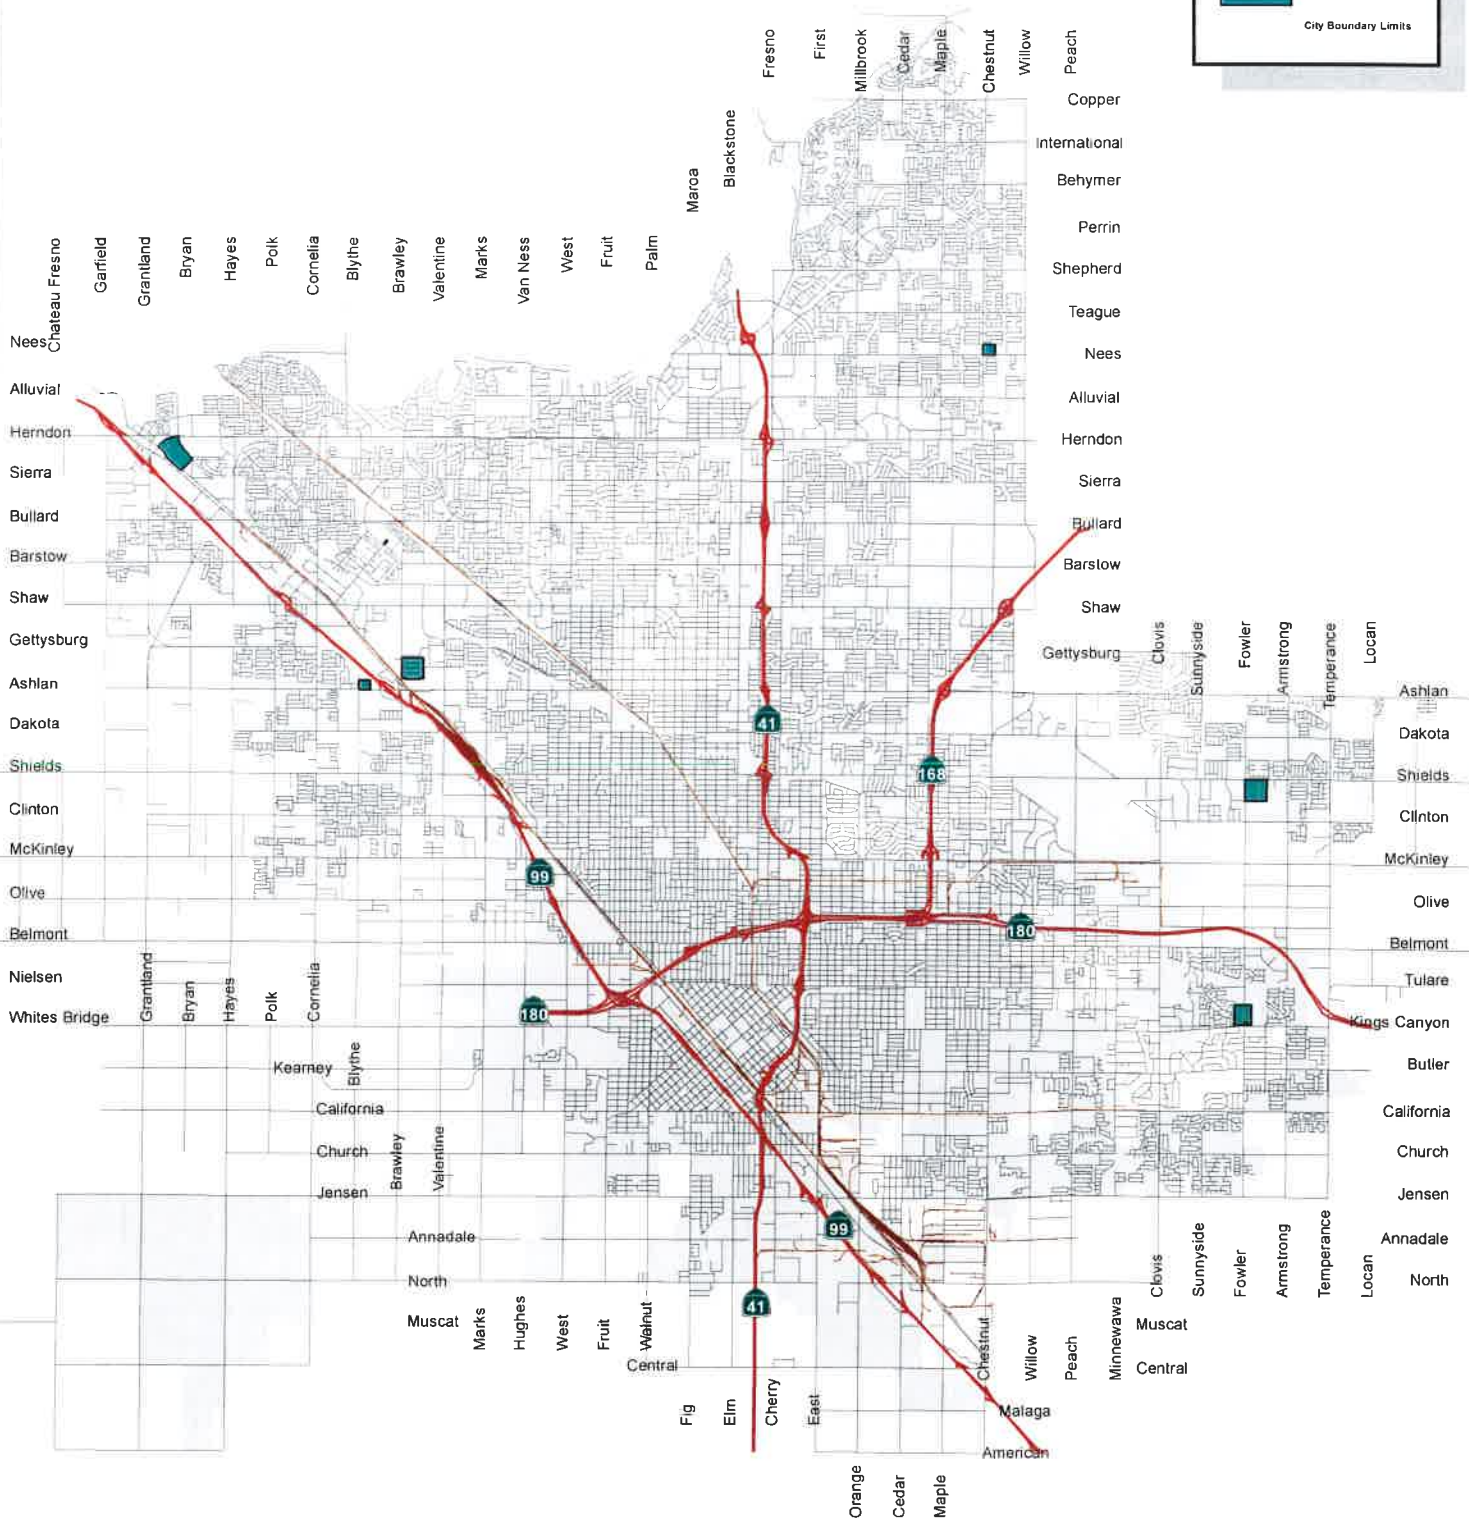 City Boundary Limits
Fresno
First
Millbrook
Cedar
Maple
Chestnut
Willow
Peach
Copper
International
Behymer
Perrin
Shepherd
Teague
Nees
Alluvial
Herndon
Sierra
Bullard
Barstow
Shaw
Gettysburg
Blackstone
Maroa
Chateau Fresno
Garfield
Grantland
Bryan
Hayes
Polk
Cornelia
Blythe
Brawley
Valentine
Marks
Van Ness
West
Fruit
Palm
Nees
Alluvial
Herndon
Sierra
Bullard
Barstow
Shaw
Gettysburg
Ashlan
Dakota
Shields
Clinton
McKinley
Olive
Belmont
Nielsen
Whites Bridge
Clovis
Sunnyside
Fowler
Armstrong
Temperance
Locan
Ashlan
Dakota
Shields
Clinton
McKinley
Olive
Belmont
Tulare
Kings Canyon
Butler
California
Church
Jensen
Annadale
North
41
168
99
180
180
99
41
Grantland
Bryan
Hayes
Polk
Cornelia
Kearney
Blythe
California
Church
Brawley
Valentine
Jensen
Annadale
North
Muscat
Marks
Hughes
West
Fruit
Walnut
Central
Fig
Elm
Cherry
East
Orange
Cedar
Maple
Chestnut
Willow
Peach
Minnewawa
Muscat
Central
Malaga
American
Clovis
Sunnyside
Fowler
Armstrong
Temperance
Locan